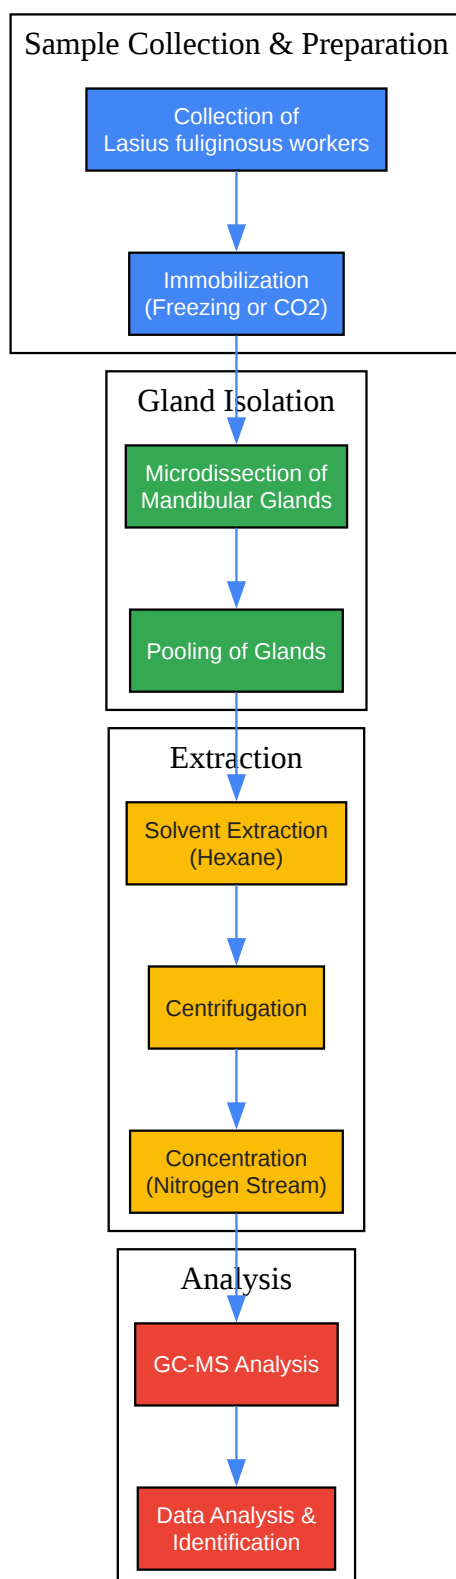 Sample Collection & Preparation
Collection of
Lasius fuliginosus workers
Immobilization
(Freezing or CO2)
Gland Isolation
Microdissection of
Mandibular Glands
Pooling of Glands
Extraction
Solvent Extraction
(Hexane)
Centrifugation
Concentration
(Nitrogen Stream)
Analysis
GC-MS Analysis
Data Analysis &
Identification